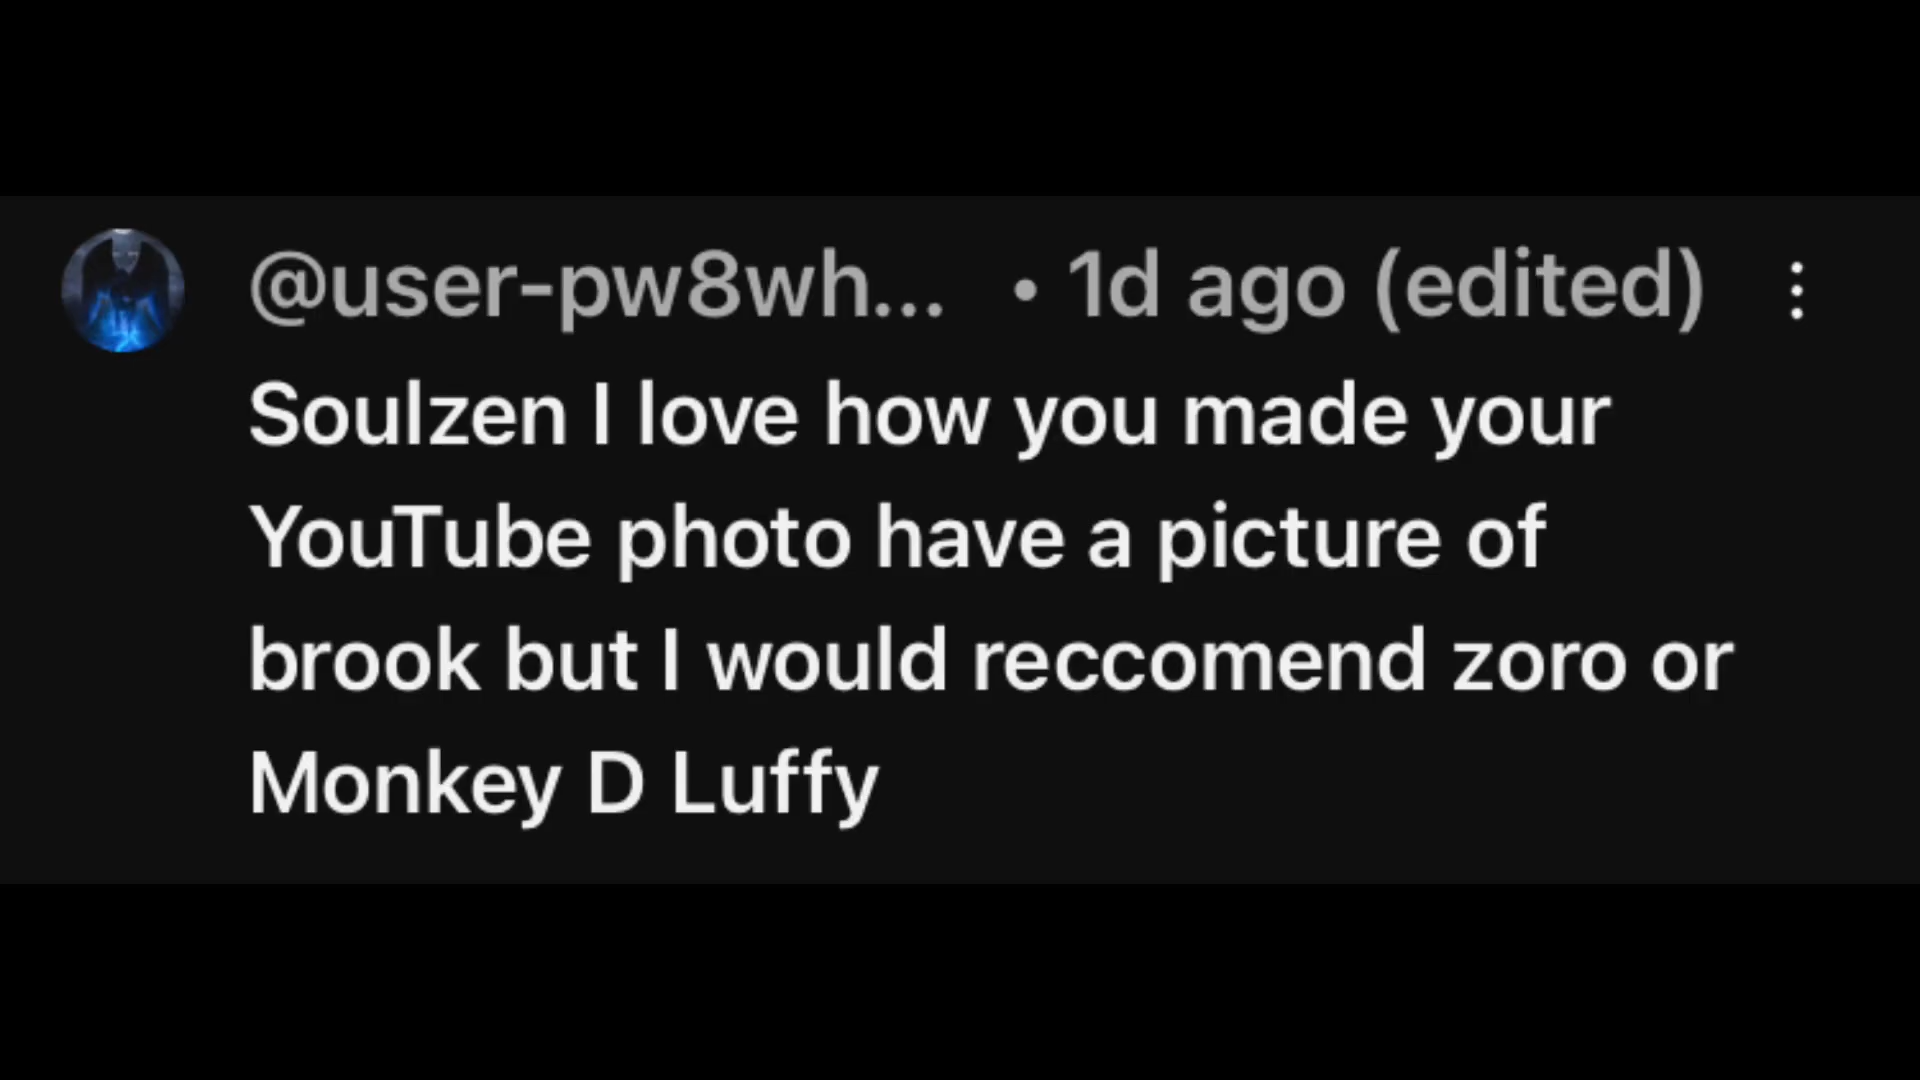 @user-pw8wh... • 1d ago (edited)
Soulzen I love how you made your
YouTube photo have a picture of
brook but I would reccomend zoro or
Monkey D Luffy